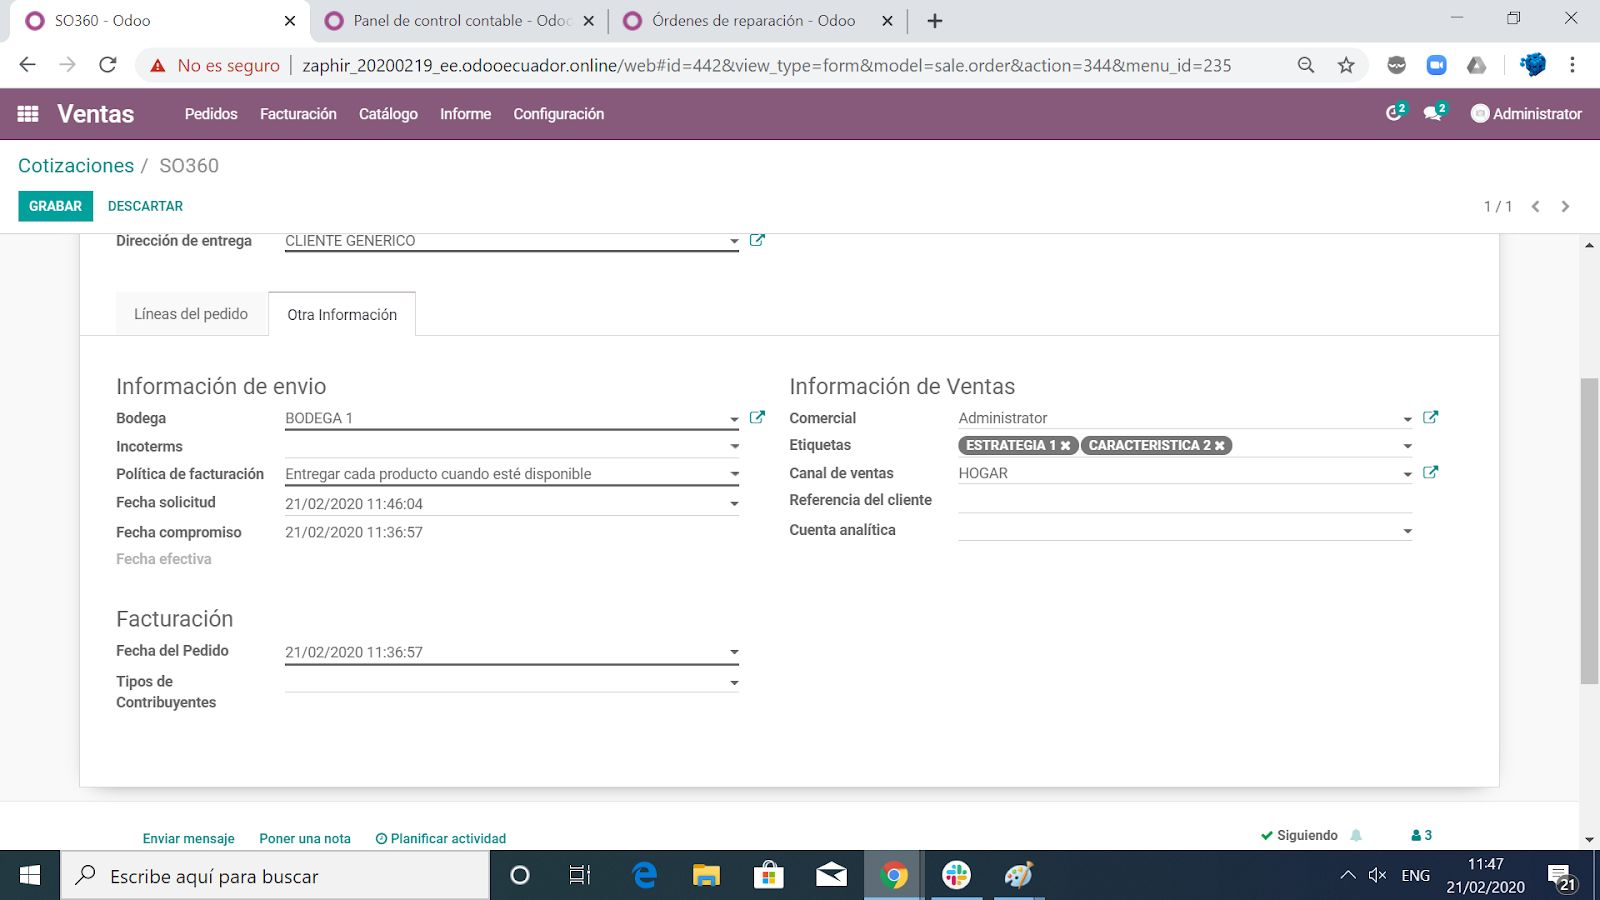 SO360 - Odoo
Panel de control contable - Odoo
Órdenes de reparación - Odoo
No es seguro
zaphir_20200219_ee.odooecuador.online/web#id=442&view_type=form&model=sale.order&action=344&menu_id=235
Ventas Pedidos Facturación Catálogo Informe Configuración 2 2 Administrator
Cotizaciones / SO360
GRABAR DESCARTAR 1 / 1
Dirección de entrega CLIENTE GENERICO
Líneas del pedido Otra Información
Información de envio
Bodega BODEGA 1
Incoterms
Política de facturación Entregar cada producto cuando esté disponible
Fecha solicitud 21/02/2020 11:46:04
Fecha compromiso 21/02/2020 11:36:57
Fecha efectiva
Información de Ventas
Comercial Administrator
Etiquetas ESTRATEGIA 1 CARACTERISTICA 2
Canal de ventas HOGAR
Referencia del cliente
Cuenta analítica
Facturación
Fecha del Pedido 21/02/2020 11:36:57
Tipos de
Contribuyentes
Enviar mensaje Poner una nota Planificar actividad Siguiendo 3
Escribe aquí para buscar
ENG
11:47
21/02/2020
21